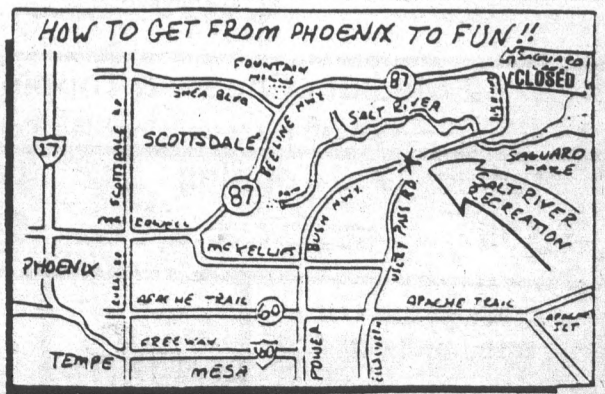 HOW TO GET FROM PHOENIX TO FUN!!
SAGUARO
CLOSED
FOUNTAIN
HILLS
87
SHEA BLVD
SALT RIVER
BEELINE HWY
SCOTTSDALE
17
SCOTTSDALE RD
SAGUARO
LAKE
87
SALT RIVER
RECREATION
BUSH HWY
USERY PASS RD
McDOWELL
McKELLIPS
PHOENIX
APACHE TRAIL
60
APACHE TRAIL
APACHE
JCT
FREEWAY
360
POWER
ELLSWORTH
TEMPE
MESA